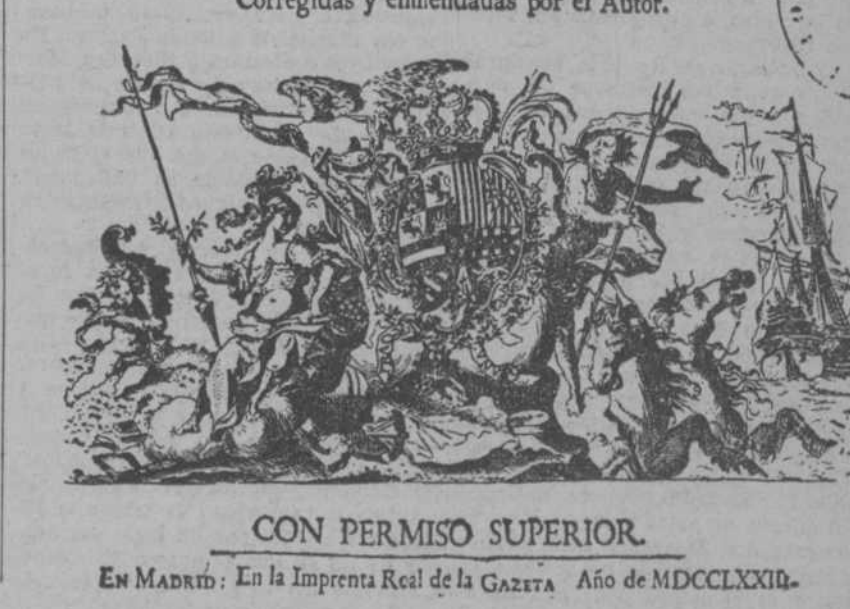 Corregidas y enmendadas por el Autor.
CON PERMISO SUPERIOR.
EN MADRID: En la Imprenta Real de la GAZETA Año de MDCCLXXIII.